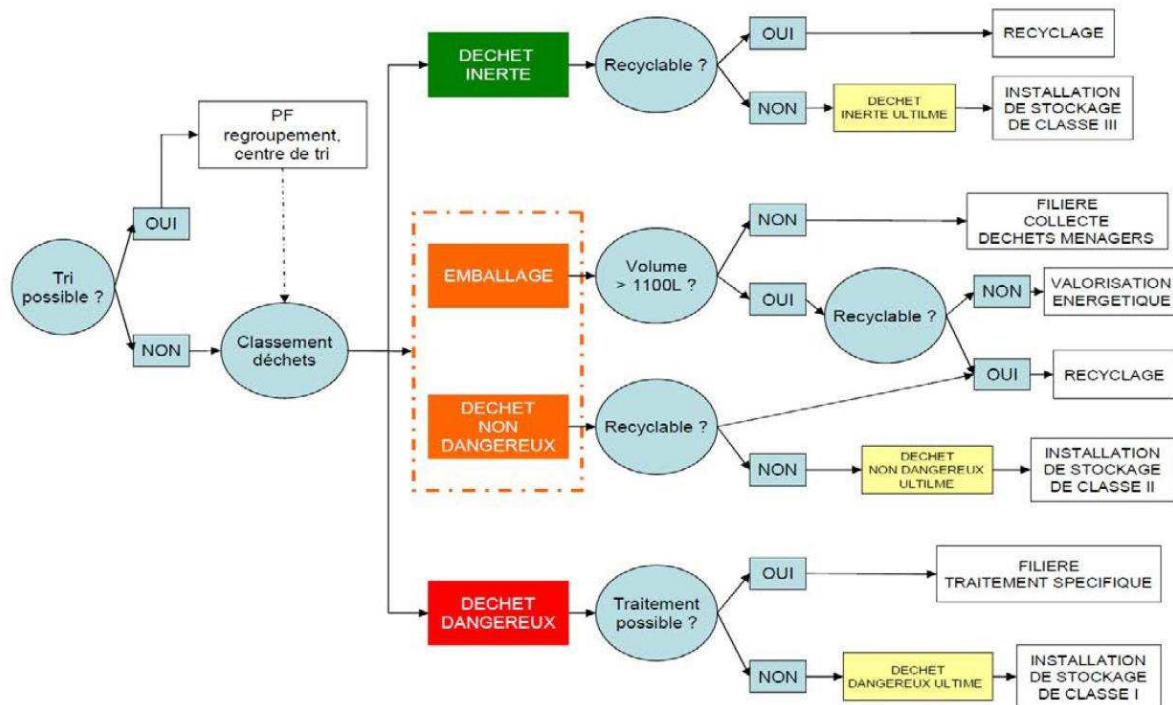 Tri
possible ?
OUI
NON
PF
regroupement,
centre de tri
Classement
déchets
DECHET
INERTE
Recyclable ?
OUI
RECYCLAGE
NON
DECHET
INERTE ULTILME
INSTALLATION
DE STOCKAGE
DE CLASSE III
EMBALLAGE
Volume
> 1100L ?
NON
FILIERE
COLLECTE
DECHETS MENAGERS
OUI
Recyclable ?
NON
VALORISATION
ENERGETIQUE
OUI
RECYCLAGE
DECHET
NON
DANGEREUX
Recyclable ?
NON
DECHET
NON DANGEREUX
ULTILME
INSTALLATION
DE STOCKAGE
DE CLASSE II
DECHET
DANGEREUX
Traitement
possible ?
OUI
FILIERE
TRAITEMENT SPECIFIQUE
NON
DECHET
DANGEREUX ULTIME
INSTALLATION
DE STOCKAGE
DE CLASSE I